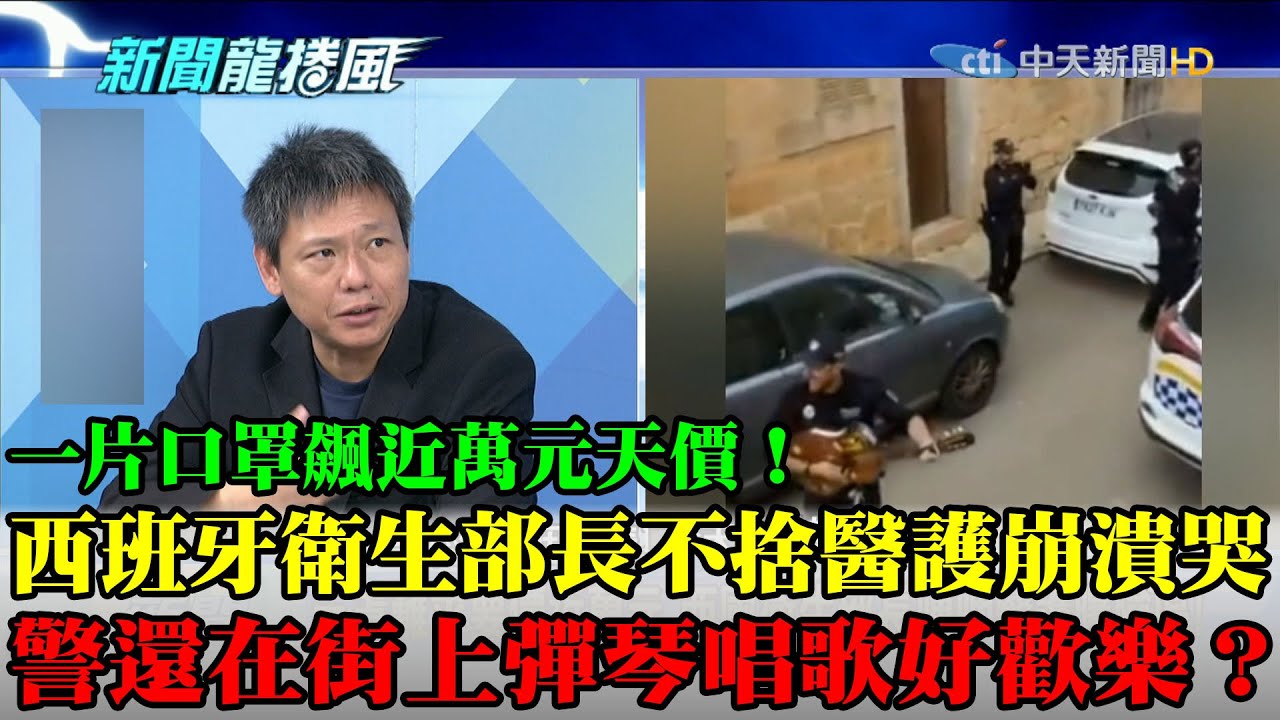 新聞龍捲風
cti 中天新聞HD
一片口罩飆近萬元天價！
西班牙衛生部長不捨醫護崩潰哭
警還在街上彈琴唱歌好歡樂？